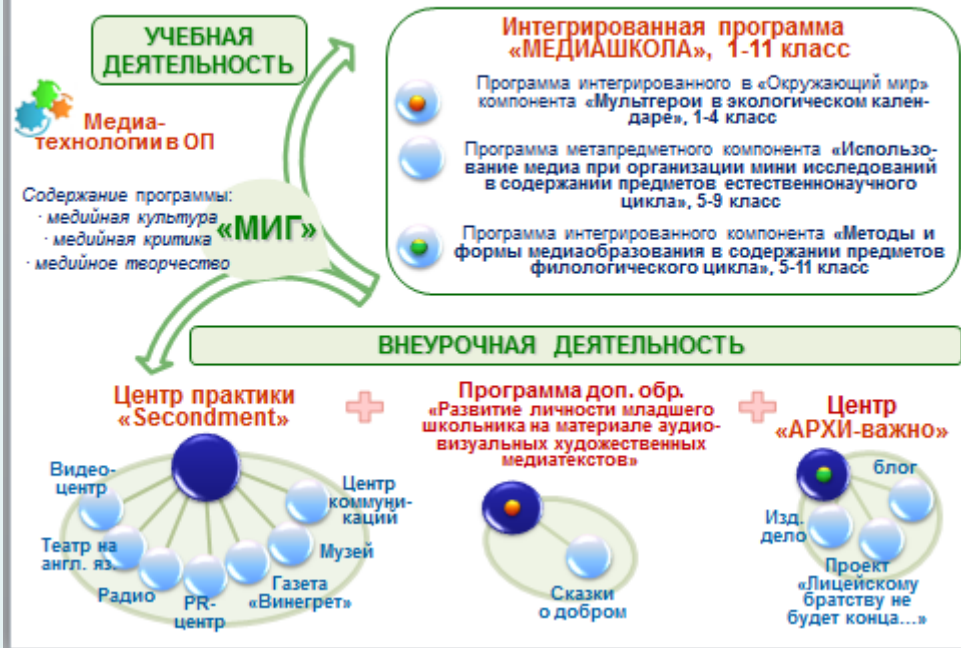 УЧЕБНАЯ
ДЕЯТЕЛЬНОСТЬ
Медиа-
технологии в ОП
Содержание программы:
· медийная культура
· медийная критика
· медийное творчество
«МИГ»
Интегрированная программа
«МЕДИАШКОЛА», 1-11 класс
Программа интегрированного в «Окружающий мир»
компонента «Мультгерои в экологическом кален-
даре», 1-4 класс
Программа метапредметного компонента «Использо-
вание медиа при организации мини исследований
в содержании предметов естественнонаучного
цикла», 5-9 класс
Программа интегрированного компонента «Методы и
формы медиаобразования в содержании предметов
филологического цикла», 5-11 класс
ВНЕУРОЧНАЯ ДЕЯТЕЛЬНОСТЬ
Центр практики
«Secondment»
Видео-
центр
Театр на
англ. яз.
Радио
PR-
центр
Газета
«Винегрет»
Музей
Центр
коммуни-
каций
Программа доп. обр.
«Развитие личности младшего
школьника на материале аудио-
визуальных художественных
медиатекстов»
Сказки
о добром
Центр
«АРХИ-важно»
блог
Изд.
дело
Проект
«Лицейскому
братству не
будет конца...»